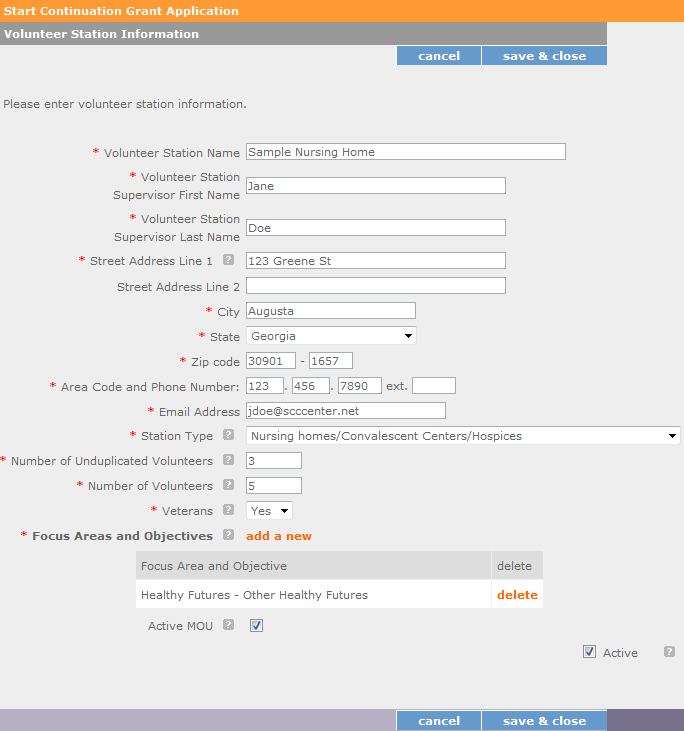 Start Continuation Grant Application
Volunteer Station Information
cancel save & close
Please enter volunteer station information.
* Volunteer Station Name Sample Nursing Home
* Volunteer Station
Supervisor First Name Jane
* Volunteer Station
Supervisor Last Name Doe
* Street Address Line 1 ? 123 Greene St
Street Address Line 2
* City Augusta
* State Georgia
* Zip code 30901 - 1657
* Area Code and Phone Number: 123 . 456 . 7890 ext.
* Email Address jdoe@scccenter.net
* Station Type ? Nursing homes/Convalescent Centers/Hospices
* Number of Unduplicated Volunteers ? 3
* Number of Volunteers ? 5
* Veterans ? Yes
* Focus Areas and Objectives ? add a new
Focus Area and Objective delete
Healthy Futures - Other Healthy Futures delete
Active MOU ?
Active ?
cancel save & close